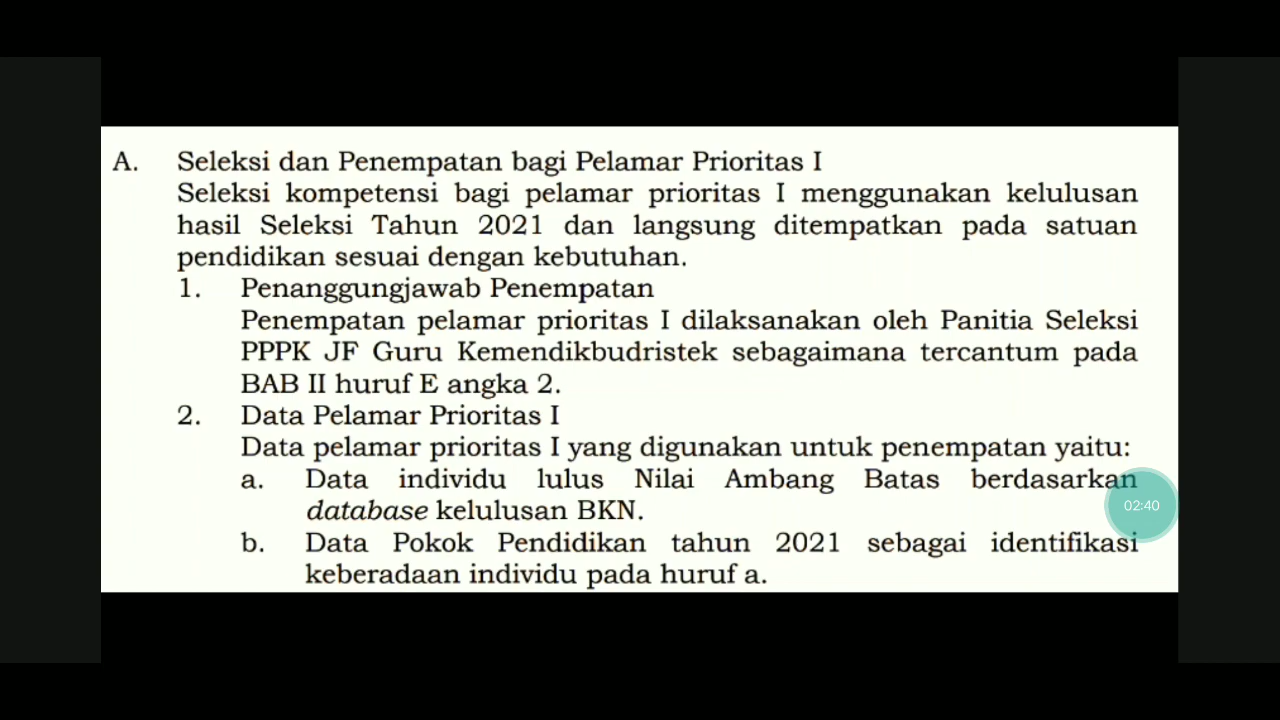 A. Seleksi dan Penempatan bagi Pelamar Prioritas I
Seleksi kompetensi bagi pelamar prioritas I menggunakan kelulusan
hasil Seleksi Tahun 2021 dan langsung ditempatkan pada satuan
pendidikan sesuai dengan kebutuhan.
1. Penanggungjawab Penempatan
Penempatan pelamar prioritas I dilaksanakan oleh Panitia Seleksi
PPPK JF Guru Kemendikbudristek sebagaimana tercantum pada
BAB II huruf E angka 2.
2. Data Pelamar Prioritas I
Data pelamar prioritas I yang digunakan untuk penempatan yaitu:
a. Data individu lulus Nilai Ambang Batas berdasarkan
database kelulusan BKN.
02:40
b. Data Pokok Pendidikan tahun 2021 sebagai identifikasi
keberadaan individu pada huruf a.